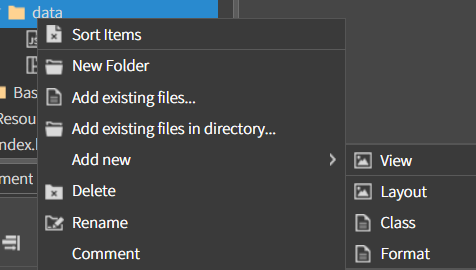 data
Sort Items
JS
New Folder
Add existing files...
Bas
Add existing files in directory...
Resou
Add new
View
ndex.
Delete
Layout
ment
Rename
Class
Comment
Format